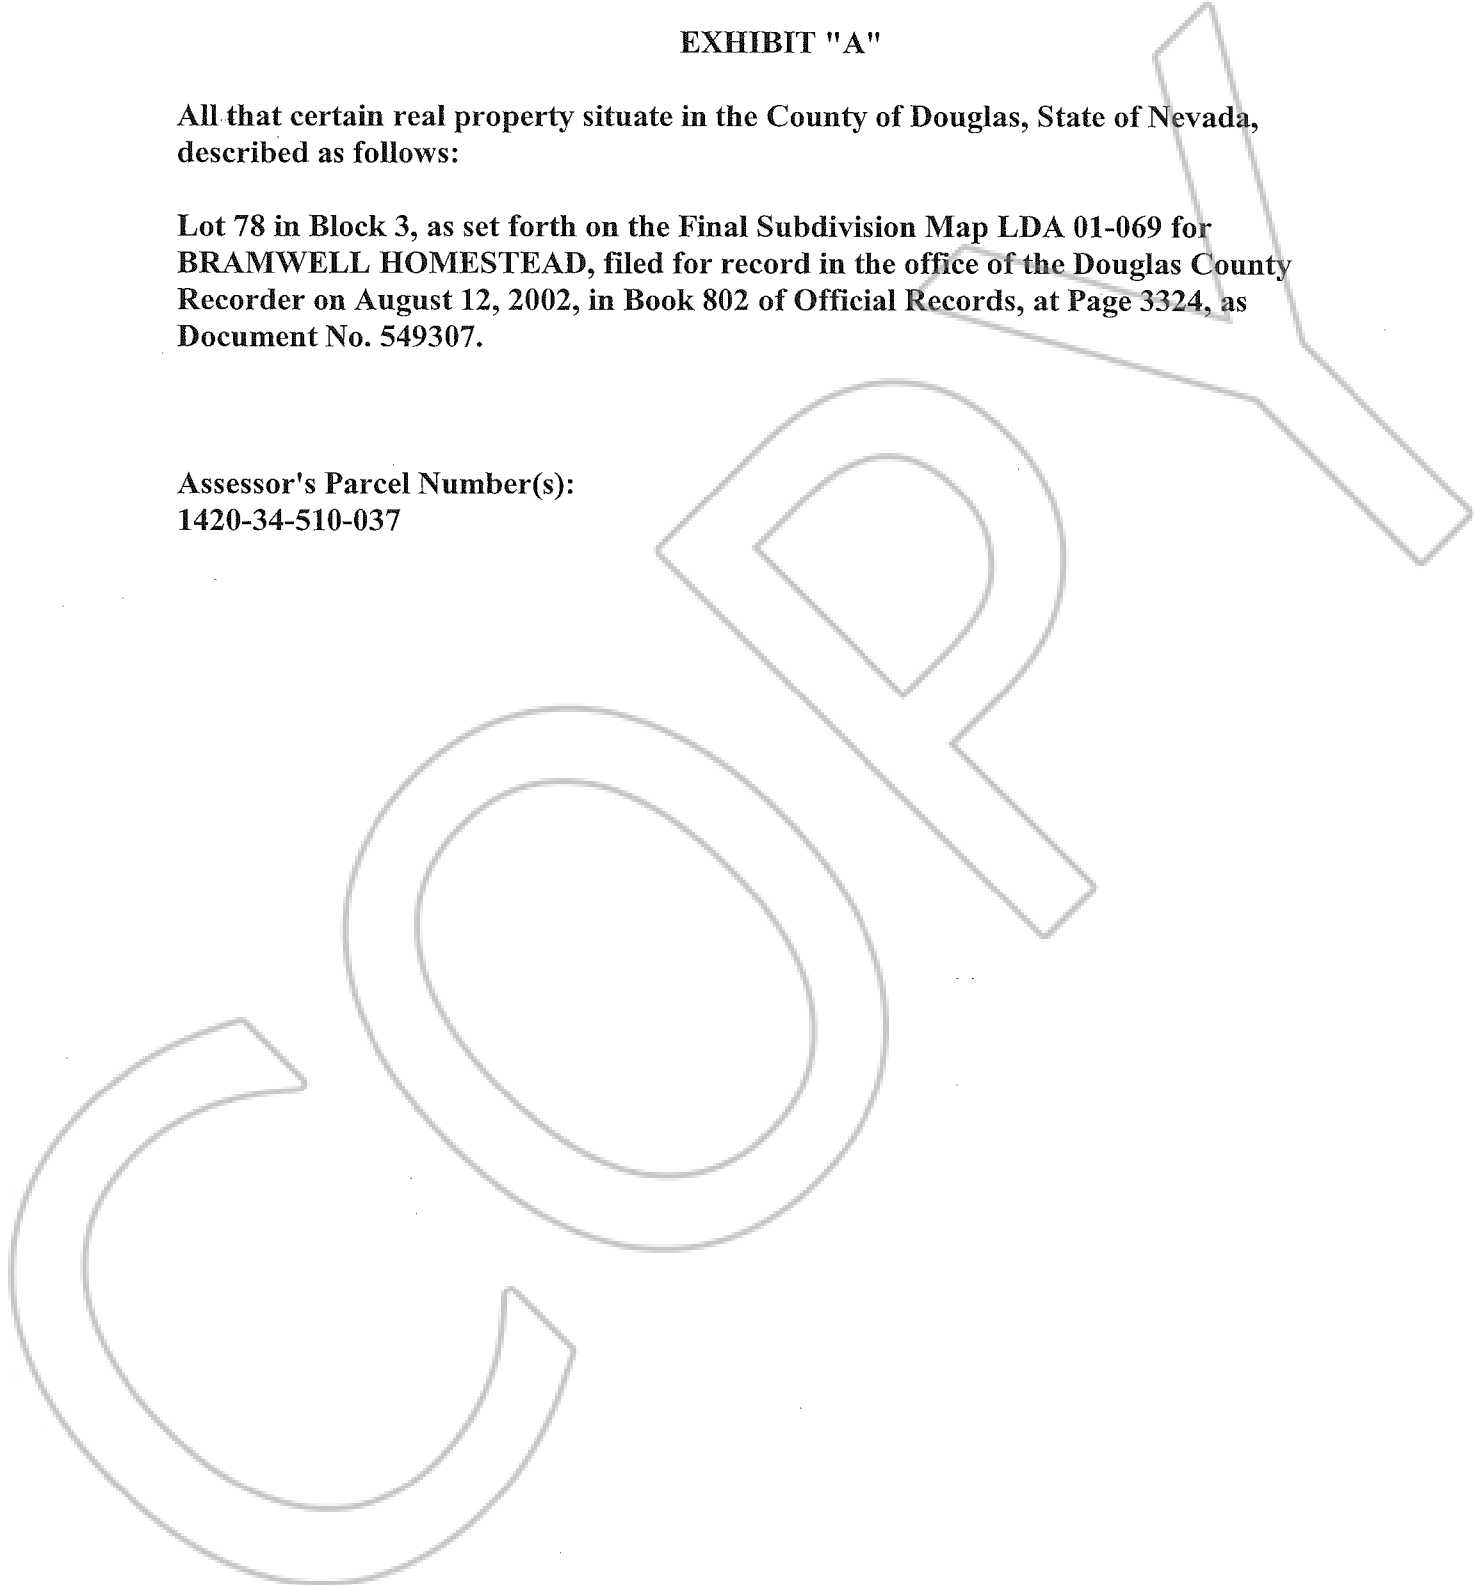 EXHIBIT "A"
All that certain real property situate in the County of Douglas, State of Nevada,
described as follows:
Lot 78 in Block 3, as set forth on the Final Subdivision Map LDA 01-069 for
BRAMWELL HOMESTEAD, filed for record in the office of the Douglas County
Recorder on August 12, 2002, in Book 802 of Official Records, at Page 3324, as
Document No. 549307.
Assessor's Parcel Number(s):
1420-34-510-037
COPY